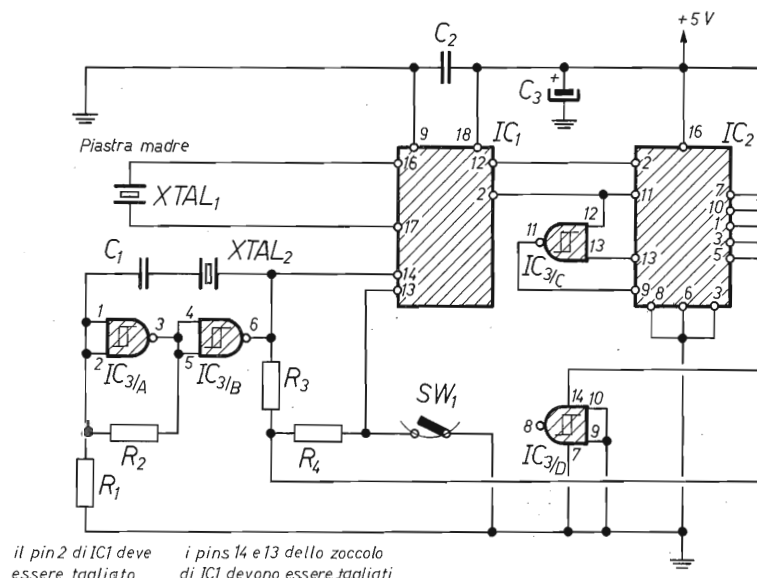 +5 V
C2
+
C3
9
18
IC1
16
IC2
Piastra madre
16
12
2
XTAL1
2
11
7
10
12
11
1
17
13
13
3
C1
XTAL2
IC3/C
5
14
9
8
6
3
13
1
3
4
6
2
5
IC3/A
IC3/B
R3
SW1
14
10
8
9
R2
R4
IC3/D
7
R1
il pin 2 di IC1 deve
essere tagliato
i pins 14 e 13 dello zoccolo
di IC1 devono essere tagliati